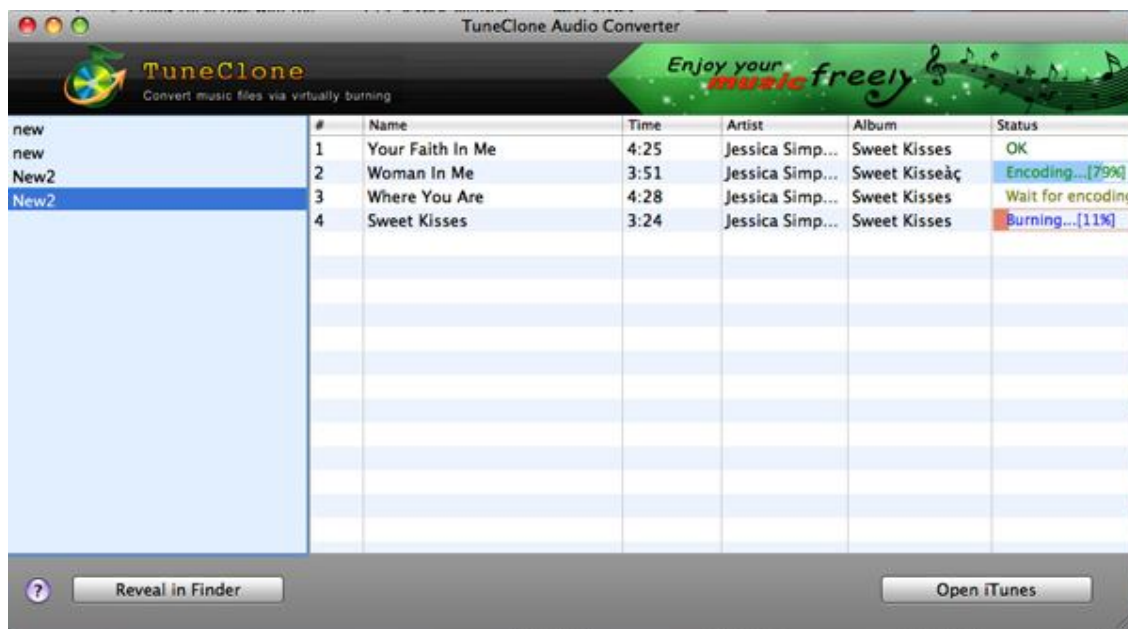 TuneClone Audio Converter
TuneClone
Convert music files via virtually burning
Enjoy your music freely
new
new
New2
New2
# Name Time Artist Album Status
1 Your Faith In Me 4:25 Jessica Simp... Sweet Kisses OK
2 Woman In Me 3:51 Jessica Simp... Sweet Kisseàç Encoding...[79%]
3 Where You Are 4:28 Jessica Simp... Sweet Kisses Wait for encoding
4 Sweet Kisses 3:24 Jessica Simp... Sweet Kisses Burning...[11%]
? Reveal in Finder Open iTunes